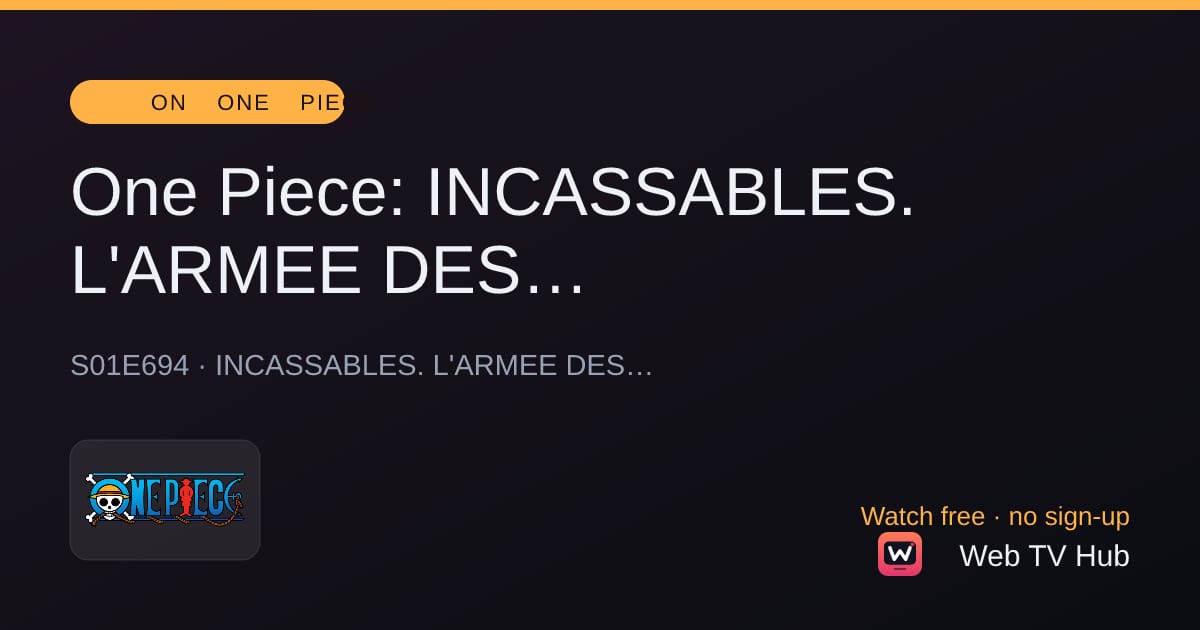 ON ONE PIECE
One Piece: INCASSABLES.
L'ARMEE DES…
S01E694 · INCASSABLES. L'ARMEE DES…
ONE PIECE
Watch free · no sign-up
Web TV Hub